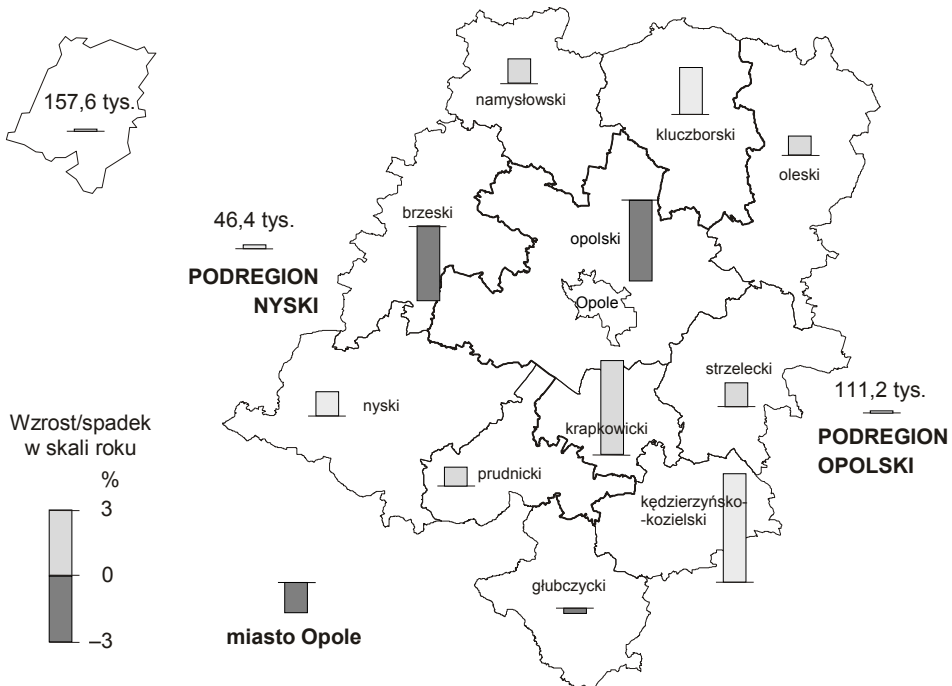 157,6 tys.
namysłowski
kluczborski
oleski
46,4 tys.
PODREGION
NYSKI
brzeski
opolski
Opole
nyski
prudnicki
krapkowicki
strzelecki
111,2 tys.
PODREGION
OPOLSKI
kędzierzyńsko-
-kozielski
głubczycki
Wzrost/spadek
w skali roku
%
3
0
–3
miasto Opole